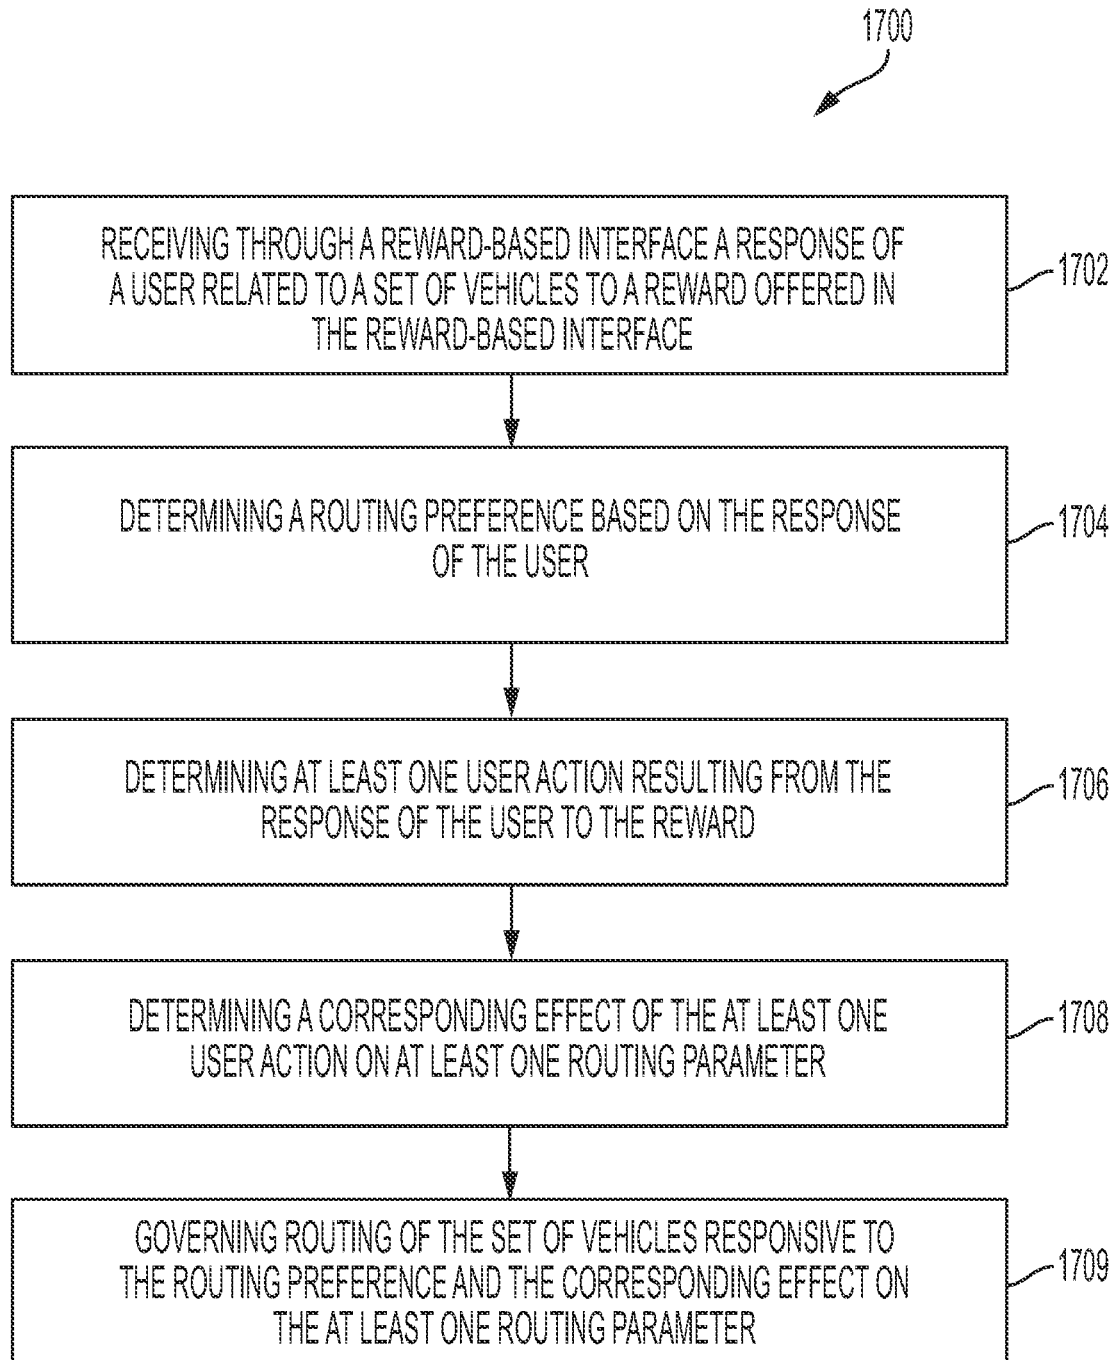 1700
RECEIVING THROUGH A REWARD-BASED INTERFACE A RESPONSE OF
A USER RELATED TO A SET OF VEHICLES TO A REWARD OFFERED IN
THE REWARD-BASED INTERFACE
1702
DETERMINING A ROUTING PREFERENCE BASED ON THE RESPONSE
OF THE USER
1704
DETERMINING AT LEAST ONE USER ACTION RESULTING FROM THE
RESPONSE OF THE USER TO THE REWARD
1706
DETERMINING A CORRESPONDING EFFECT OF THE AT LEAST ONE
USER ACTION ON AT LEAST ONE ROUTING PARAMETER
1708
GOVERNING ROUTING OF THE SET OF VEHICLES RESPONSIVE TO
THE ROUTING PREFERENCE AND THE CORRESPONDING EFFECT ON
THE AT LEAST ONE ROUTING PARAMETER
1709